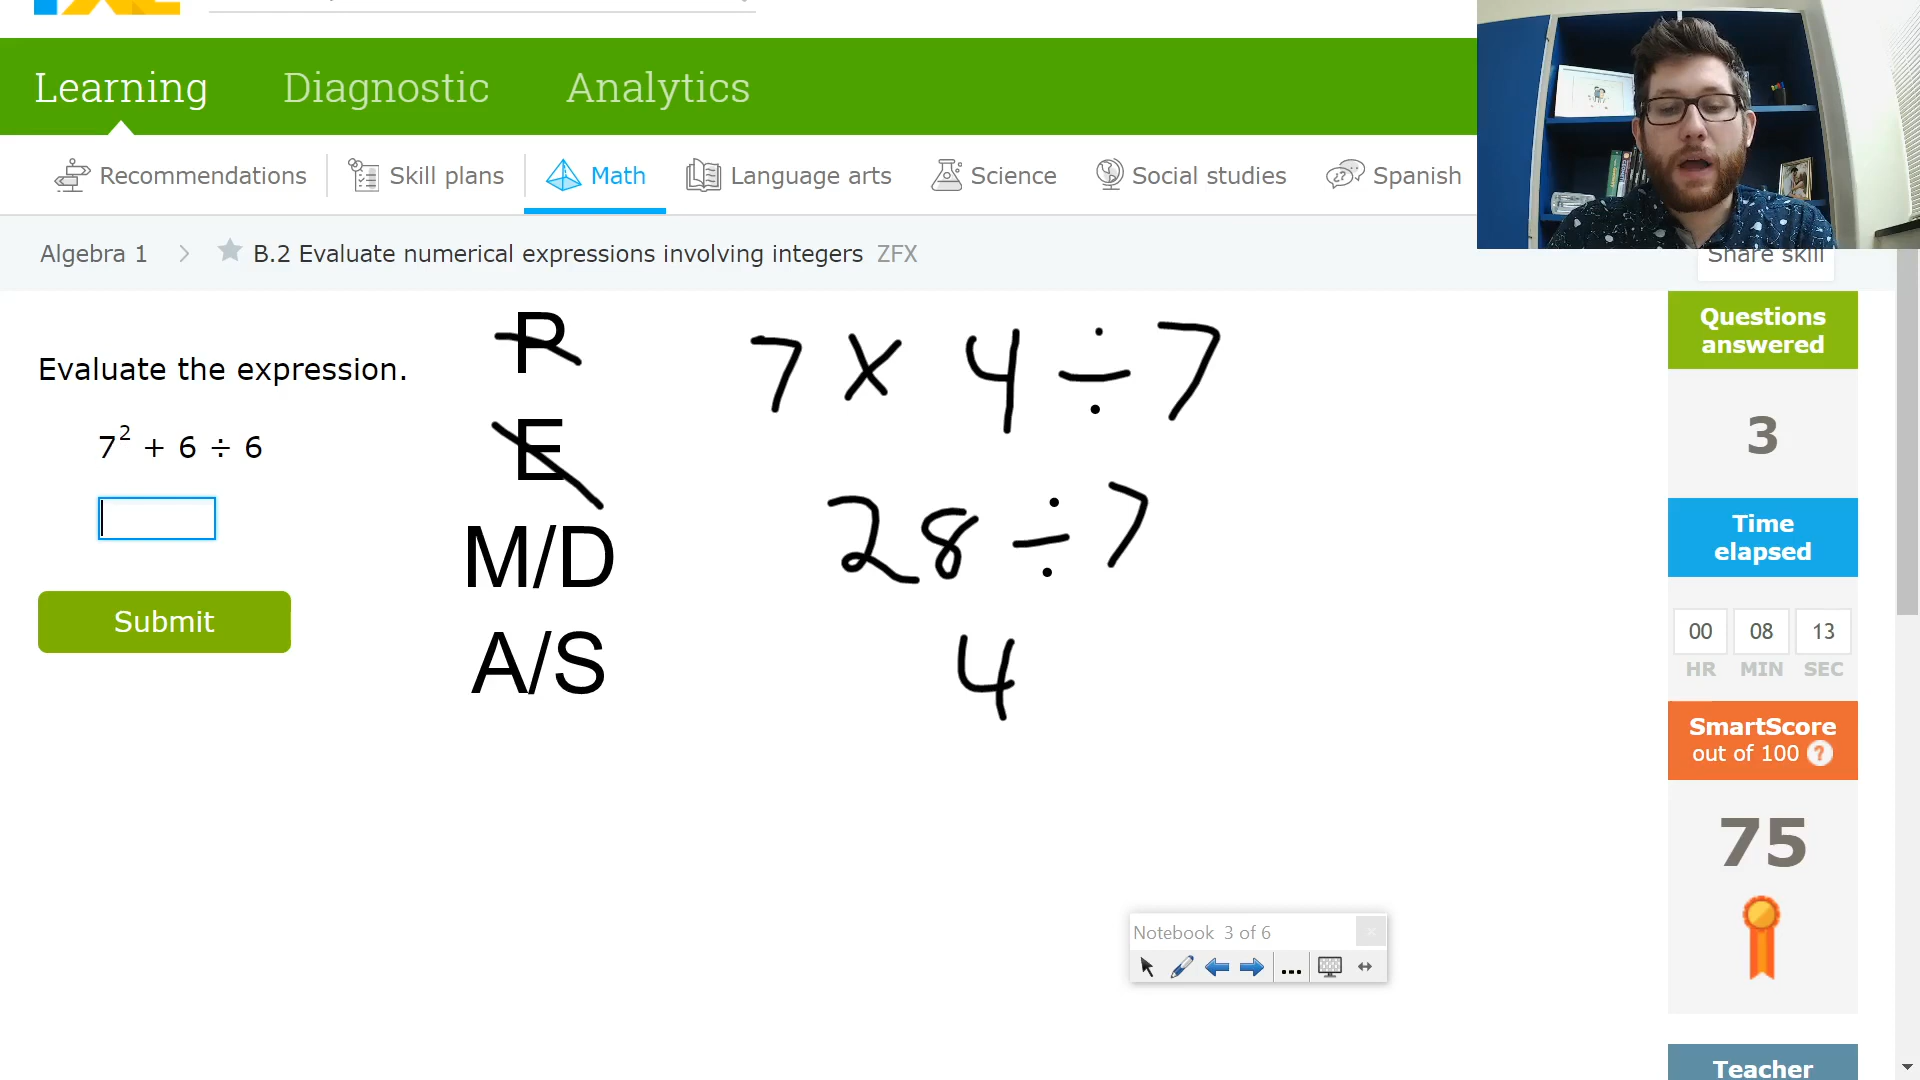 Learning Diagnostic Analytics
Recommendations Skill plans Math Language arts Science Social studies Spanish
Algebra 1 > B.2 Evaluate numerical expressions involving integers ZFX
Share skill
Evaluate the expression.
7² + 6 ÷ 6
Submit
P
E
M/D
A/S
7 × 4 ÷ 7
28 ÷ 7
4
Questions
answered
3
Time
elapsed
00 08 13
HR MIN SEC
SmartScore
out of 100 ?
75
Teacher
Notebook 3 of 6
...